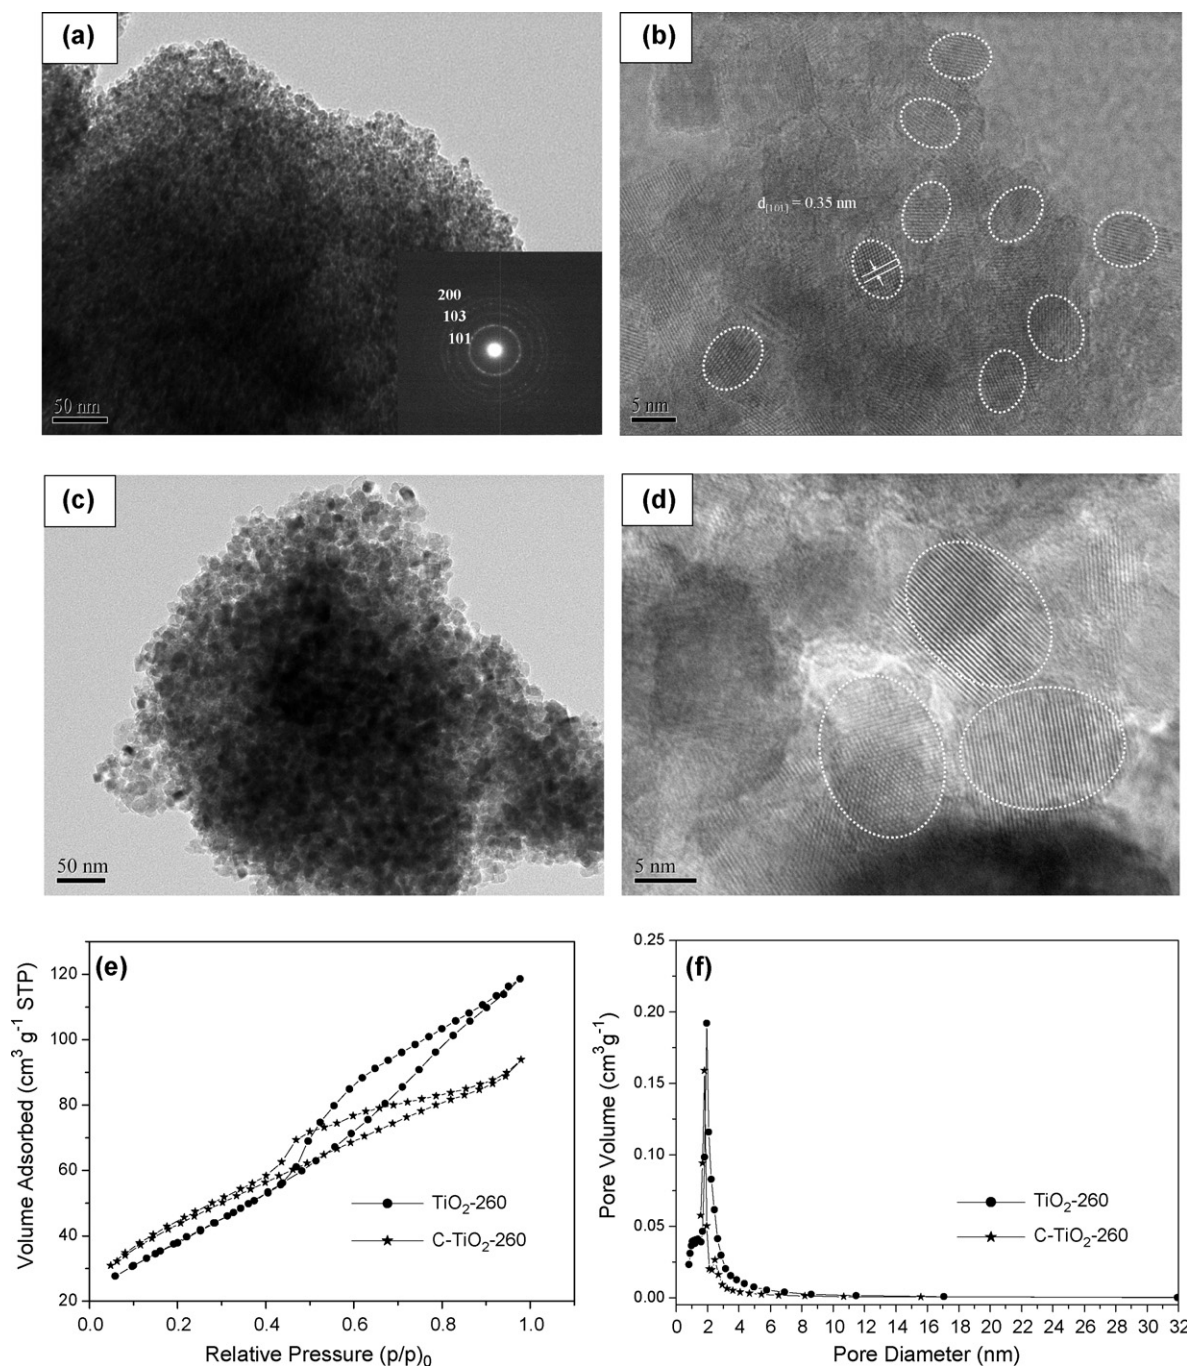 (a)
200
103
101
50 nm
(b)
d{101} = 0.35 nm
5 nm
(c)
50 nm
(d)
5 nm
(e)
Volume Adsorbed (cm³ g⁻¹ STP)
120
100
80
60
40
20
TiO₂-260
C-TiO₂-260
0.0 0.2 0.4 0.6 0.8 1.0
Relative Pressure (p/p)₀
(f)
Pore Volume (cm³g⁻¹)
0.25
0.20
0.15
0.10
0.05
0.00
TiO₂-260
C-TiO₂-260
0 2 4 6 8 10 12 14 16 18 20 22 24 26 28 30 32
Pore Diameter (nm)